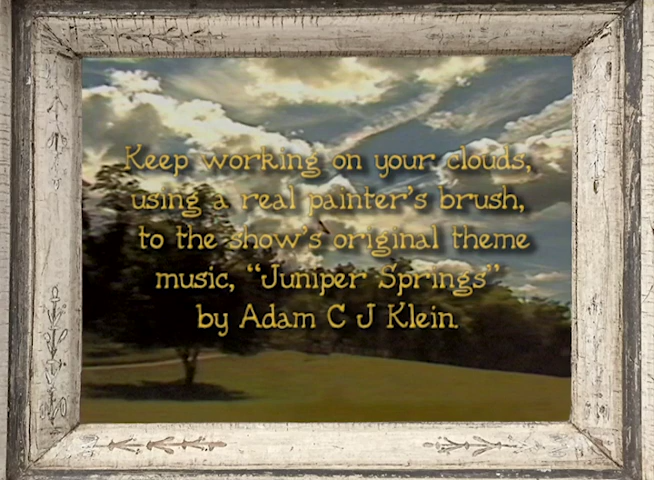 Keep working on your clouds,
using a real painter's brush,
to the show's original theme
music, “Juniper Springs”
by Adam C J Klein.